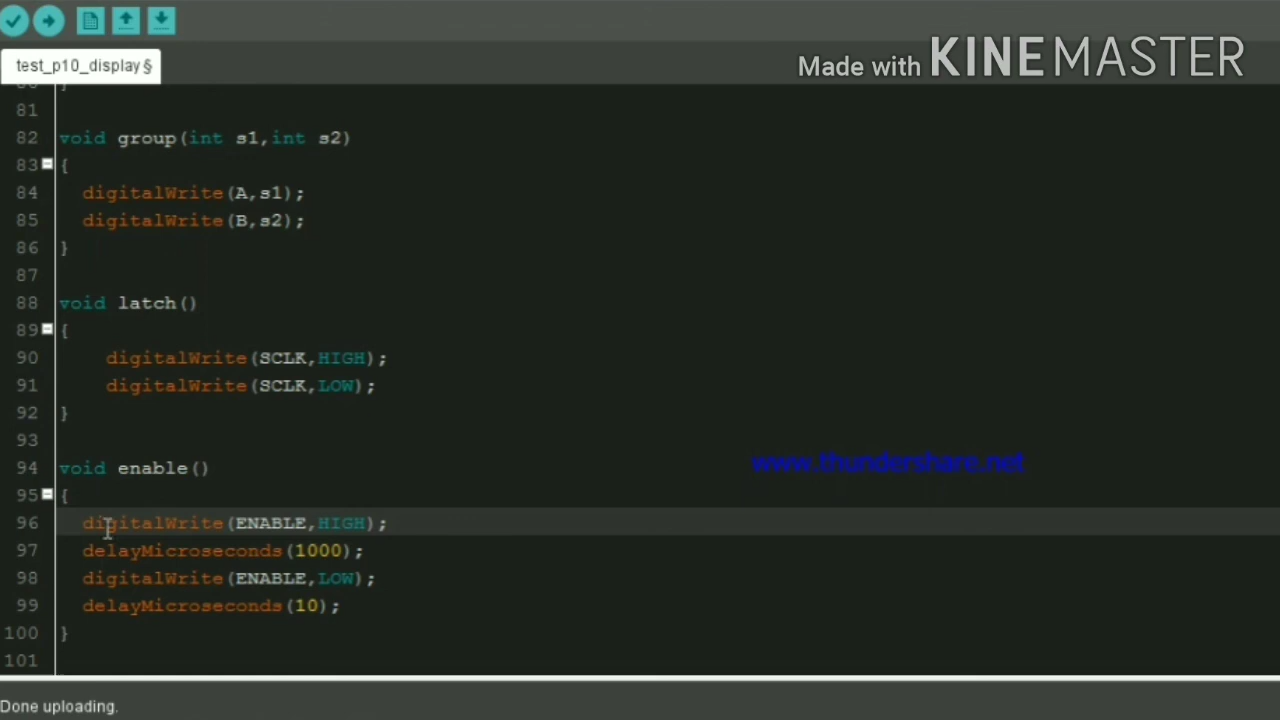 Made with KINEMASTER
test_p10_display §
81
82 void group(int s1,int s2)
83 {
84 digitalWrite(A,s1);
85 digitalWrite(B,s2);
86 }
87
88 void latch()
89 {
90 digitalWrite(SCLK,HIGH);
91 digitalWrite(SCLK,LOW);
92 }
93
www.thundershare.net
94 void enable()
95 {
96 digitalWrite(ENABLE,HIGH);
97 delayMicroseconds(1000);
98 digitalWrite(ENABLE,LOW);
99 delayMicroseconds(10);
100 }
101
Done uploading.